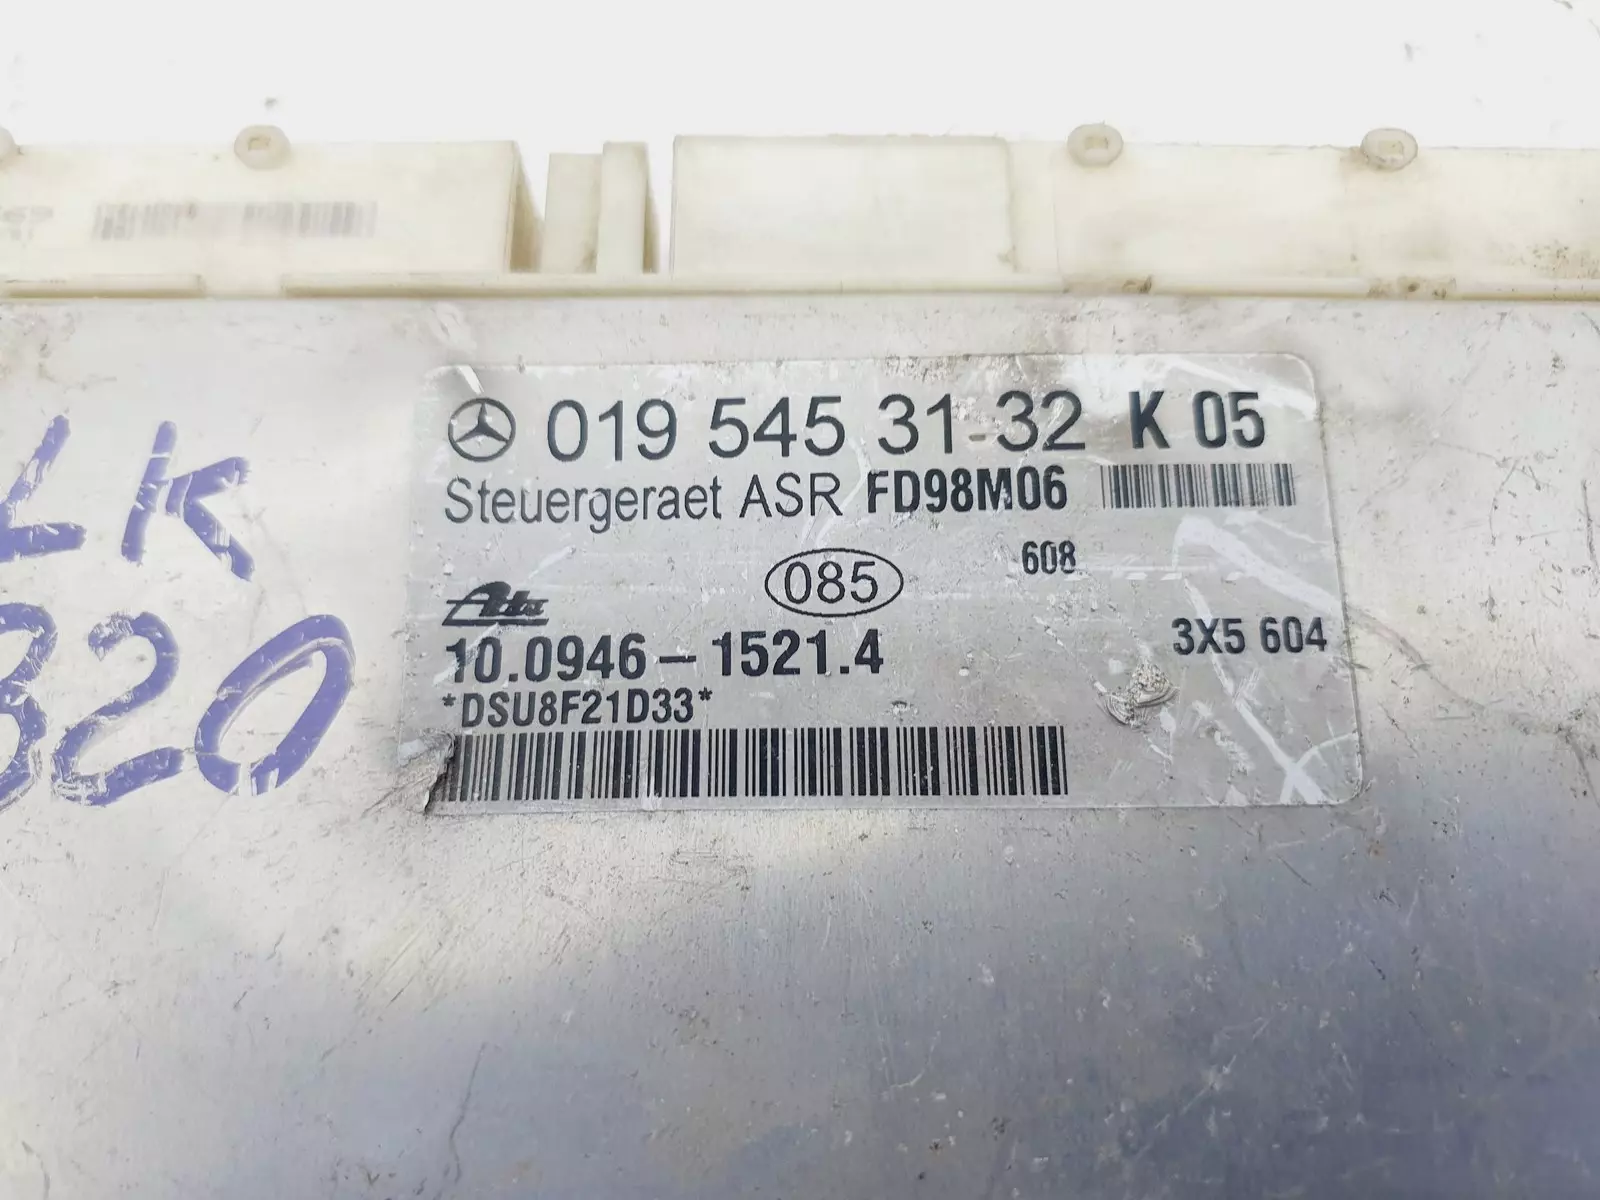 019 545 31-32 K 05
Steuergeraet ASR FD98M06
608
085
Ate
10.0946-1521.4
3X5 604
*DSU8F21D33*
LK
320